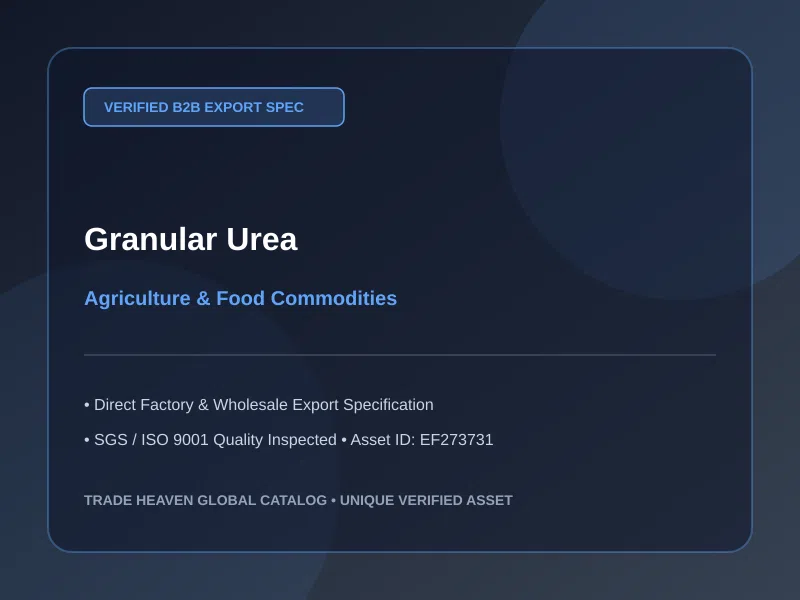 VERIFIED B2B EXPORT SPEC
Granular Urea
Agriculture & Food Commodities
• Direct Factory & Wholesale Export Specification
• SGS / ISO 9001 Quality Inspected • Asset ID: EF273731
TRADE HEAVEN GLOBAL CATALOG • UNIQUE VERIFIED ASSET